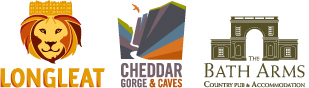 LONGLEAT
CHEDDAR
GORGE & CAVES
THE
BATH ARMS
COUNTRY PUB & ACCOMMODATION